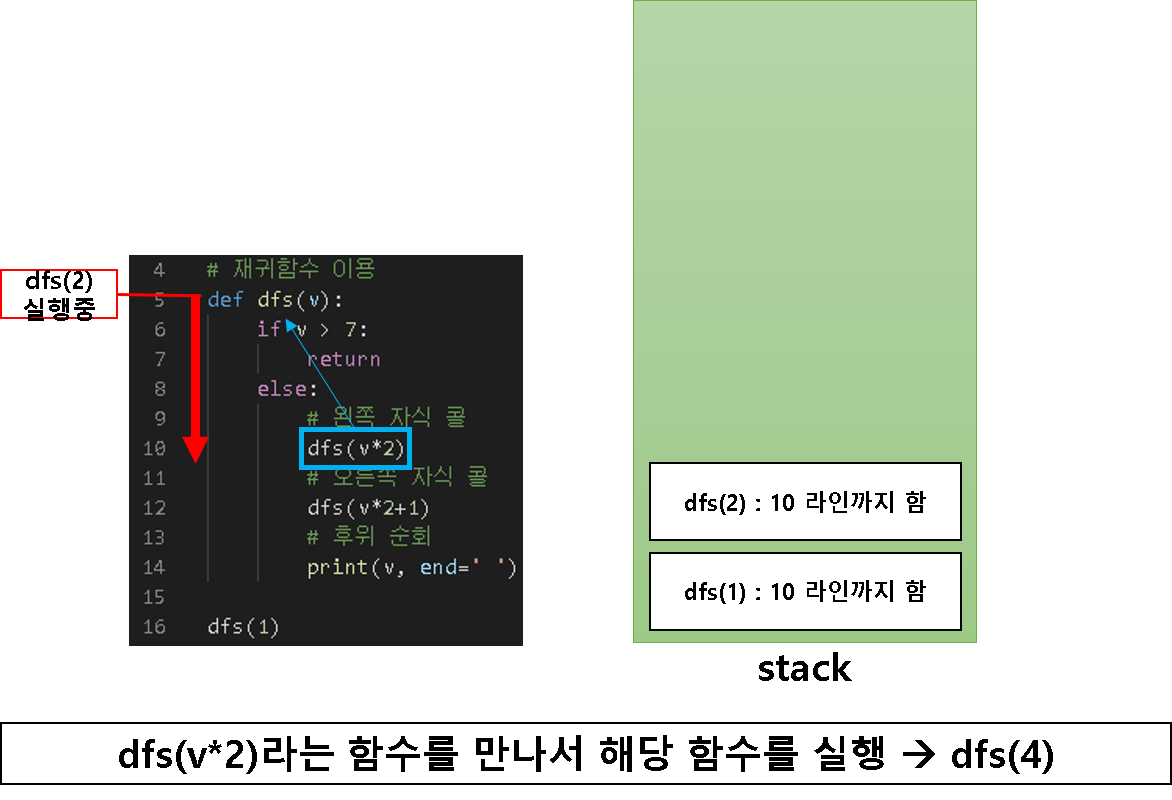 dfs(2)
실행중
4 # 재귀함수 이용
5 def dfs(v):
6 if v > 7:
7 return
8 else:
9 # 왼쪽 자식 콜
10 dfs(v*2)
11 # 오른쪽 자식 콜
12 dfs(v*2+1)
13 # 후위 순회
14 print(v, end=' ')
15
16 dfs(1)
dfs(2) : 10 라인까지 함
dfs(1) : 10 라인까지 함
stack
dfs(v*2)라는 함수를 만나서 해당 함수를 실행 → dfs(4)